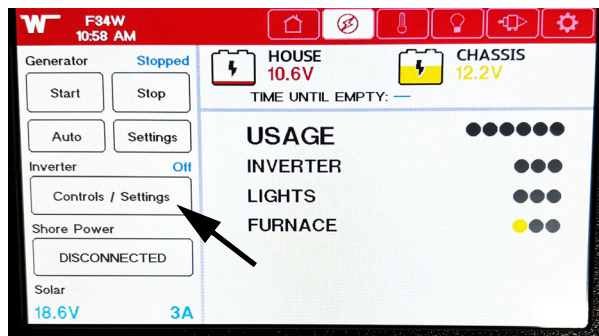 F34W
10:58 AM
Generator Stopped
Start Stop
Auto Settings
Inverter Off
Controls / Settings
Shore Power
DISCONNECTED
Solar
18.6V 3A
HOUSE
10.6V
CHASSIS
12.2V
TIME UNTIL EMPTY: —
USAGE
INVERTER
LIGHTS
FURNACE